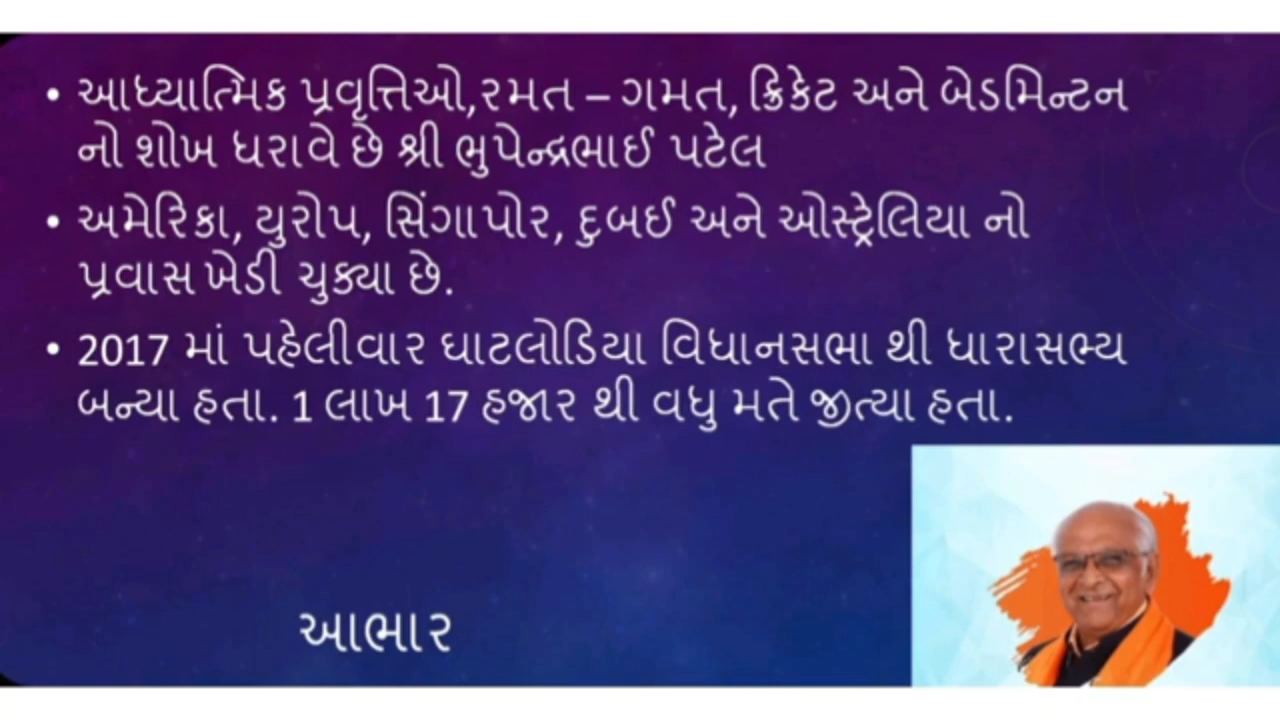 • આધ્યાત્મિક પ્રવૃત્તિઓ,રમત – ગમત, ક્રિકેટ અને બેડમિન્ટન
નો શોખ ધરાવે છે શ્રી ભુપેન્દ્રભાઈ પટેલ
• અમેરિકા, યુરોપ, સિંગાપોર, દુબઈ અને ઓસ્ટ્રેલિયા નો
પ્રવાસ ખેડી ચુક્યા છે.
• 2017 માં પહેલીવાર ઘાટલોડિયા વિધાનસભા થી ધારાસભ્ય
બન્યા હતા. 1 લાખ 17 હજાર થી વધુ મતે જીત્યા હતા.
આભાર